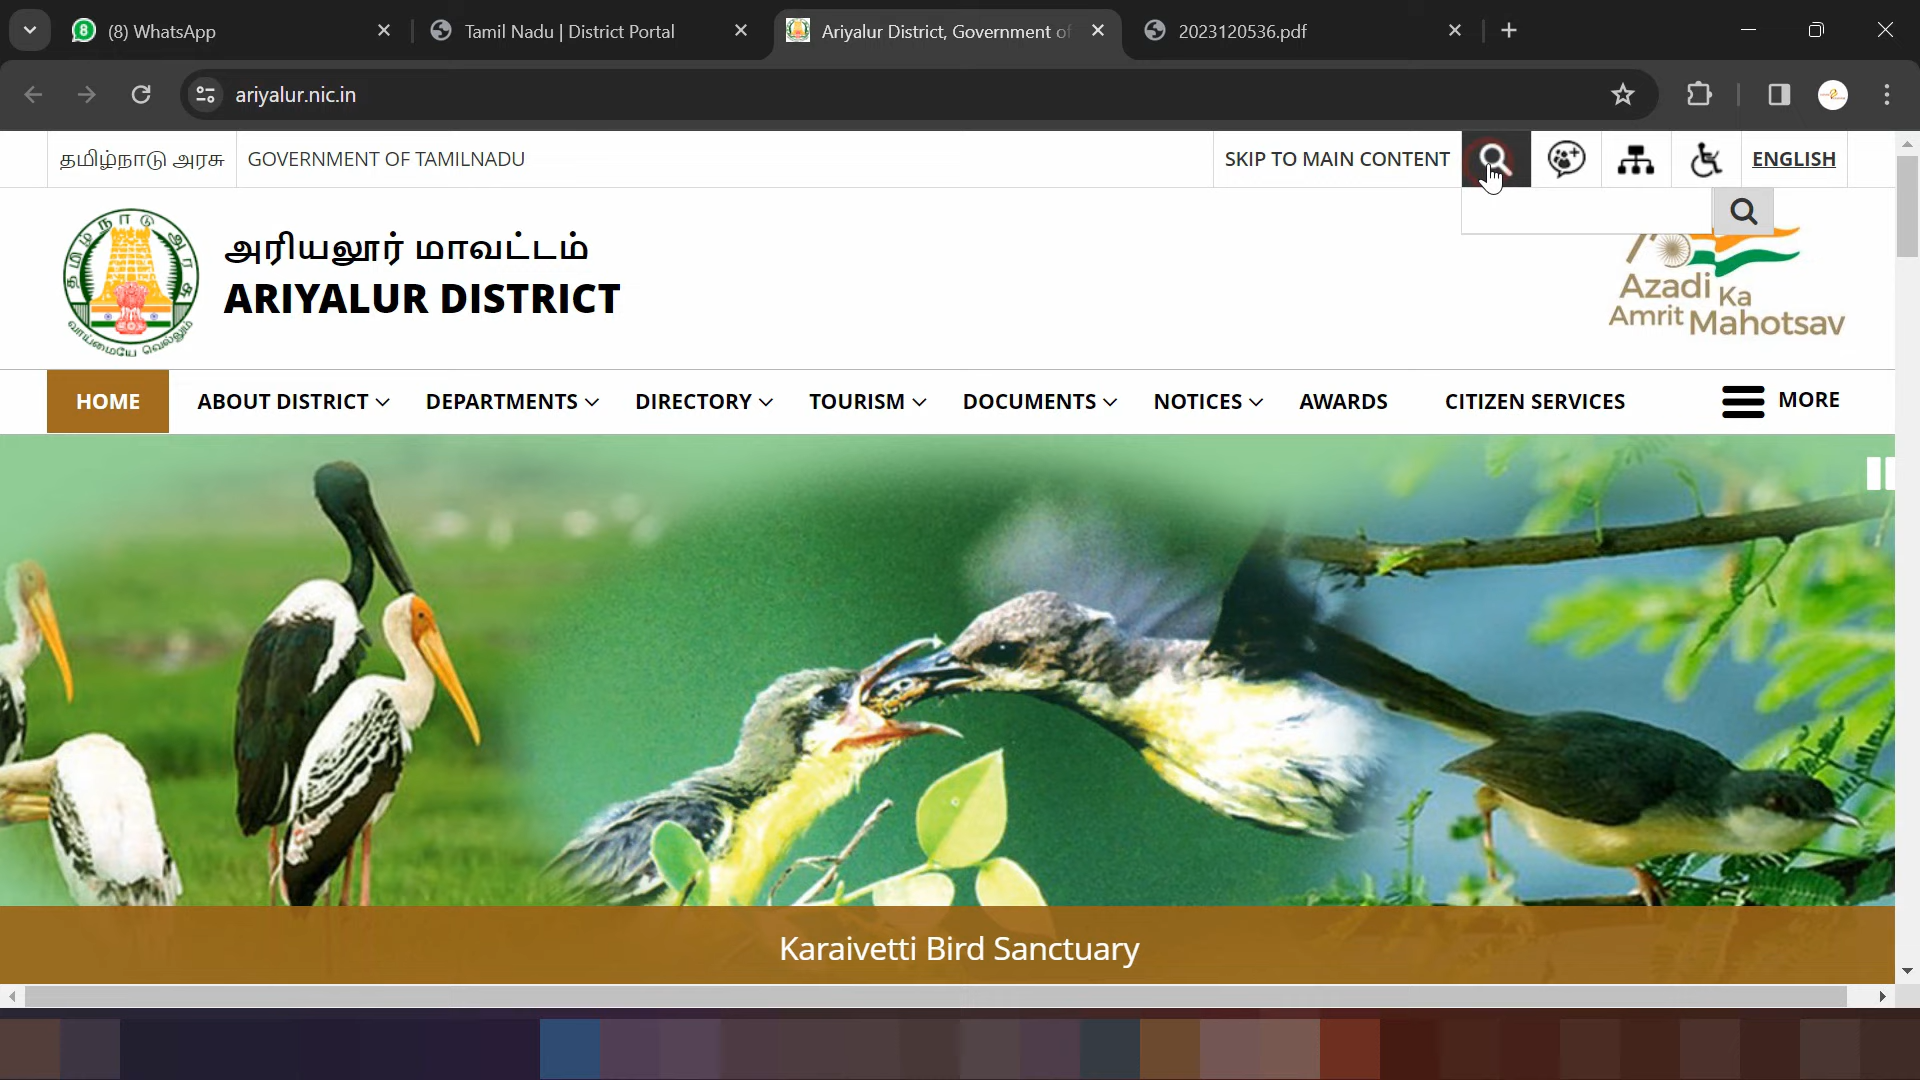 (8) WhatsApp
Tamil Nadu | District Portal
Ariyalur District, Government of
2023120536.pdf
ariyalur.nic.in
தமிழ்நாடு அரசு
GOVERNMENT OF TAMILNADU
SKIP TO MAIN CONTENT
ENGLISH
அரியலூர் மாவட்டம்
ARIYALUR DISTRICT
தமிழ்நாடு அரசு
வாய்மையே வெல்லும்
Azadi Ka
Amrit Mahotsav
HOME
ABOUT DISTRICT
DEPARTMENTS
DIRECTORY
TOURISM
DOCUMENTS
NOTICES
AWARDS
CITIZEN SERVICES
MORE
Karaivetti Bird Sanctuary